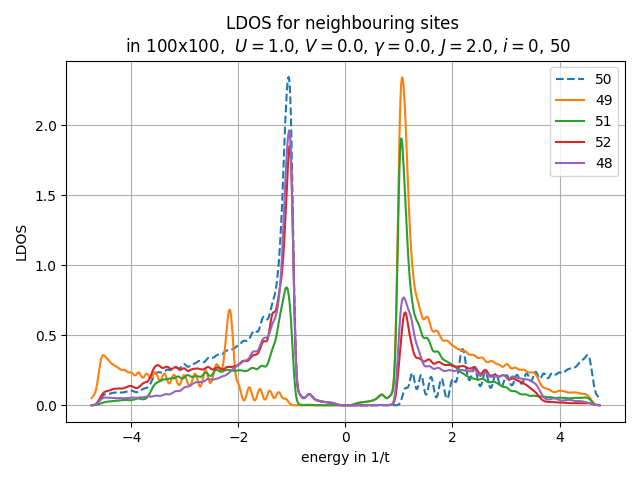 LDOS for neighbouring sites
in 100x100, U = 1.0, V = 0.0, γ = 0.0, J = 2.0, i = 0, 50
50
49
51
52
48
LDOS
2.0
1.5
1.0
0.5
0.0
−4 −2 0 2 4
energy in 1/t